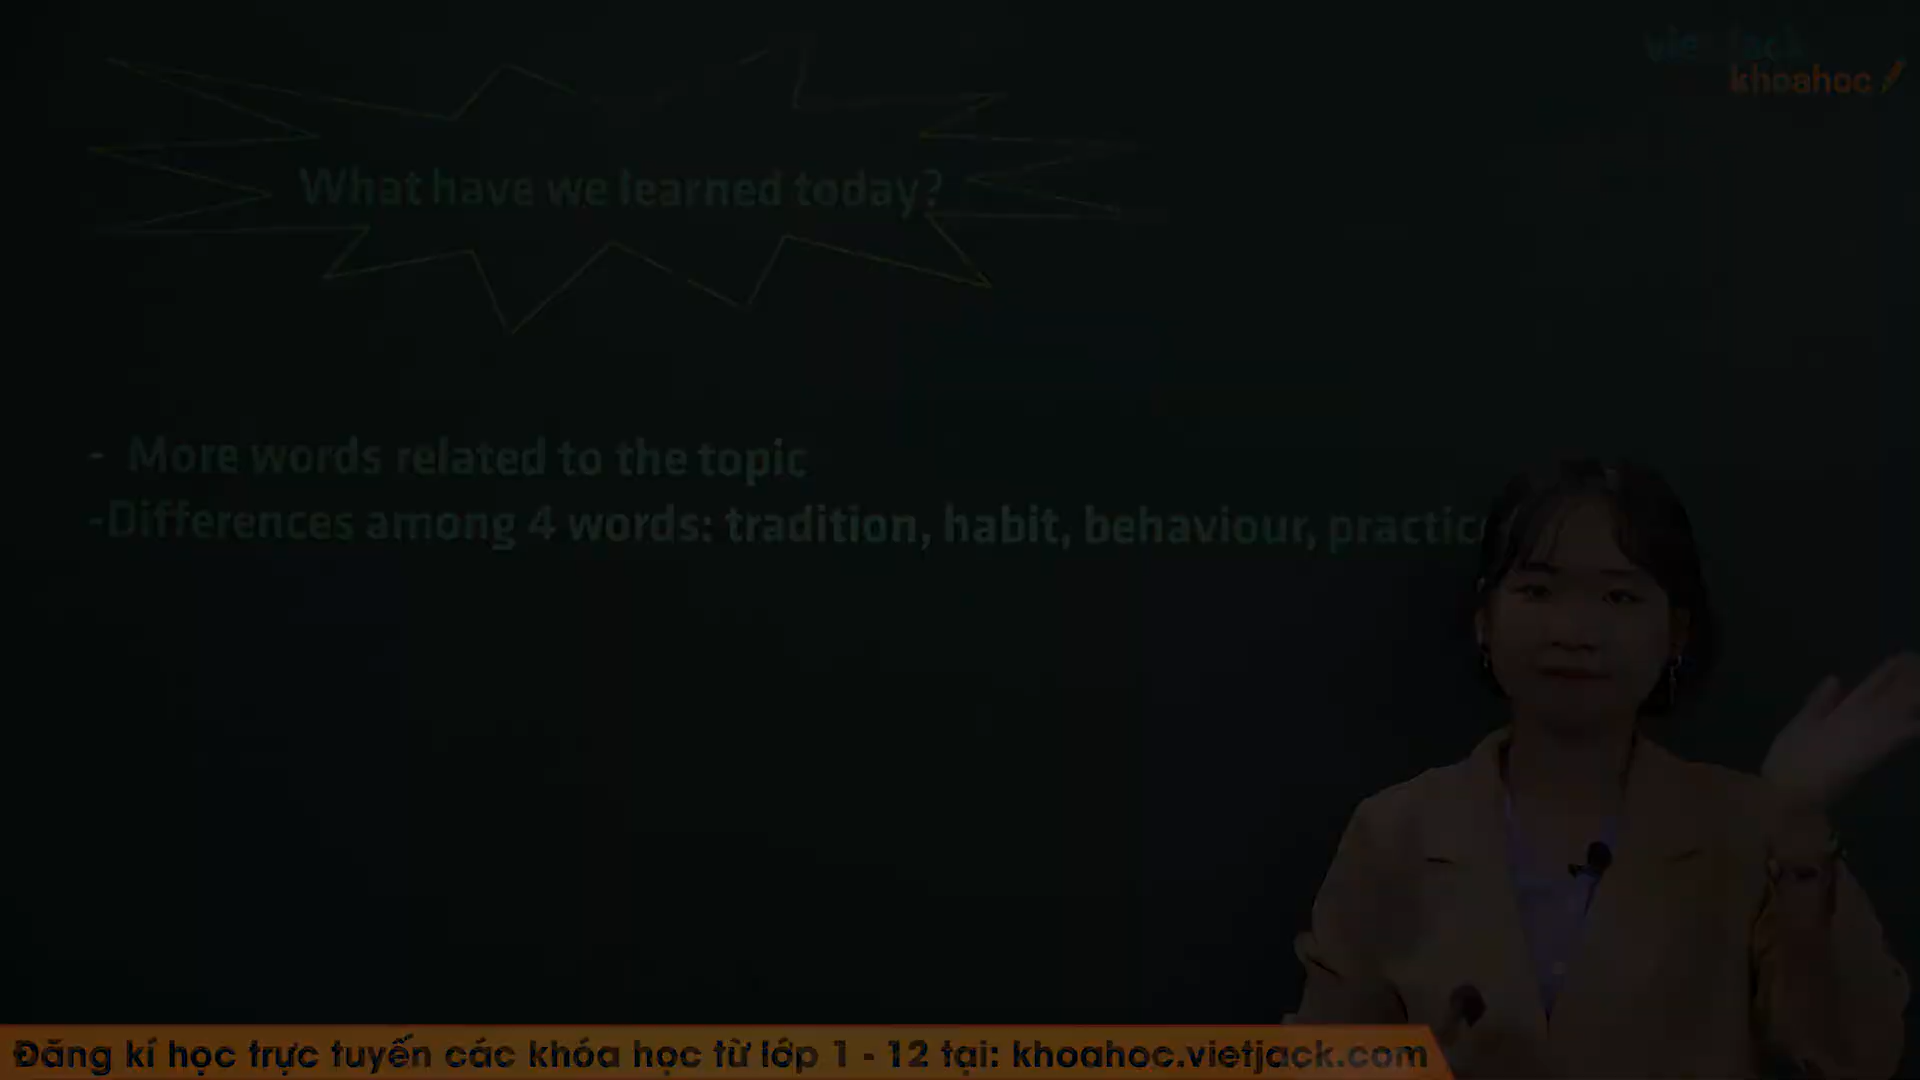 vietjack
khoahoc
What have we learned today?
- More words related to the topic
-Differences among 4 words: tradition, habit, behaviour, practice
Đăng kí học trực tuyến các khóa học từ lớp 1 - 12 tại: khoahoc.vietjack.com